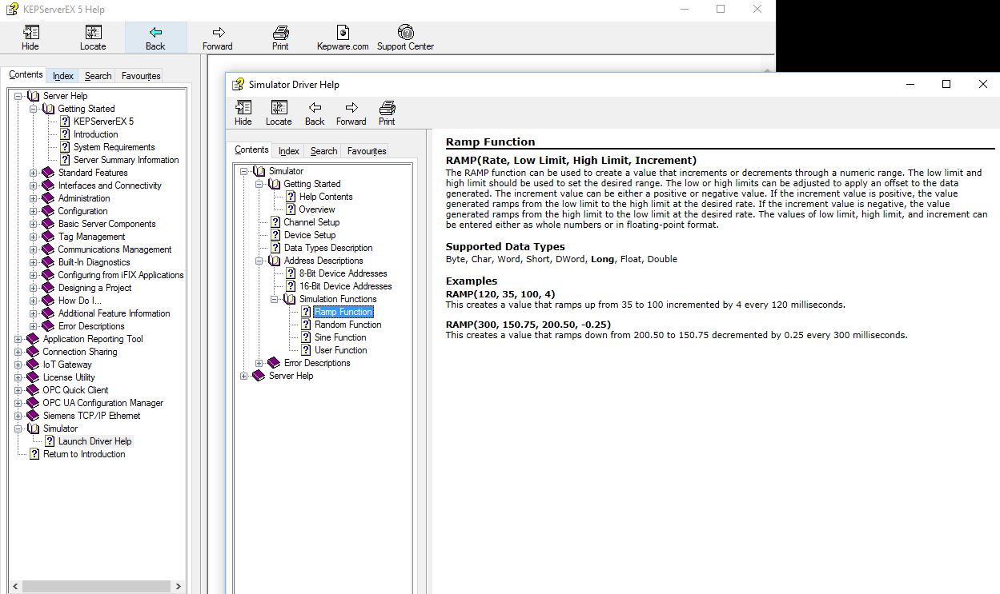 KEPServerEX 5 Help
Hide
Locate
Back
Forward
Print
Kepware.com
Support Center
Contents
Index
Search
Favourites
Server Help
Getting Started
KEPServerEX 5
Introduction
System Requirements
Server Summary Information
Standard Features
Interfaces and Connectivity
Administration
Configuration
Basic Server Components
Tag Management
Communications Management
Built-In Diagnostics
Configuring from iFIX Applications
Designing a Project
How Do I...
Additional Feature Information
Error Descriptions
Application Reporting Tool
Connection Sharing
IoT Gateway
License Utility
OPC Quick Client
OPC UA Configuration Manager
Siemens TCP/IP Ethernet
Simulator
Launch Driver Help
Return to Introduction
Simulator Driver Help
Hide
Locate
Back
Forward
Print
Contents
Index
Search
Favourites
Simulator
Getting Started
Help Contents
Overview
Channel Setup
Device Setup
Data Types Description
Address Descriptions
8-Bit Device Addresses
16-Bit Device Addresses
Simulation Functions
Ramp Function
Random Function
Sine Function
User Function
Error Descriptions
Server Help
Ramp Function
RAMP(Rate, Low Limit, High Limit, Increment)
The RAMP function can be used to create a value that increments or decrements through a numeric range. The low limit and
high limit should be used to set the desired range. The low or high limits can be adjusted to apply an offset to the data
generated. The increment value can be either a positive or negative value. If the increment value is positive, the value
generated ramps from the low limit to the high limit at the desired rate. If the increment value is negative, the value
generated ramps from the high limit to the low limit at the desired rate. The values of low limit, high limit, and increment can
be entered either as whole numbers or in floating-point format.
Supported Data Types
Byte, Char, Word, Short, DWord, Long, Float, Double
Examples
RAMP(120, 35, 100, 4)
This creates a value that ramps up from 35 to 100 incremented by 4 every 120 milliseconds.
RAMP(300, 150.75, 200.50, -0.25)
This creates a value that ramps down from 200.50 to 150.75 decremented by 0.25 every 300 milliseconds.